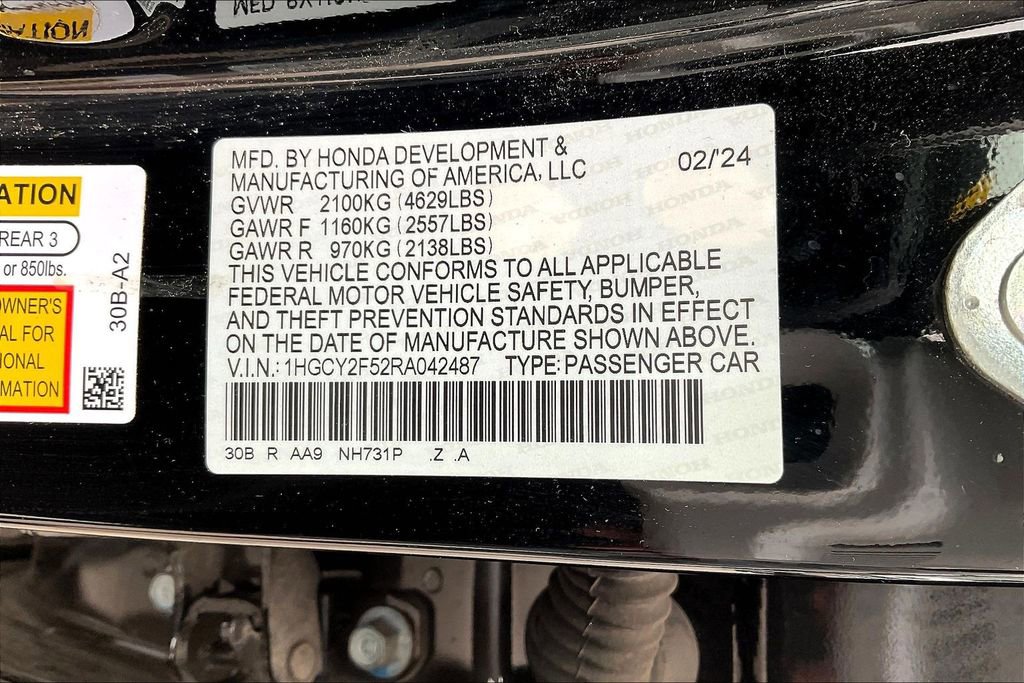 ATION
REAR 3
or 850lbs.
OWNER'S
AL FOR
IONAL
MATION
30B-A2
MFD. BY HONDA DEVELOPMENT &
MANUFACTURING OF AMERICA, LLC 02/'24
GVWR 2100KG (4629LBS)
GAWR F 1160KG (2557LBS)
GAWR R 970KG (2138LBS)
THIS VEHICLE CONFORMS TO ALL APPLICABLE
FEDERAL MOTOR VEHICLE SAFETY, BUMPER,
AND THEFT PREVENTION STANDARDS IN EFFECT
ON THE DATE OF MANUFACTURE SHOWN ABOVE.
V.I.N.: 1HGCY2F52RA042487 TYPE: PASSENGER CAR
30B R AA9 NH731P .Z .A